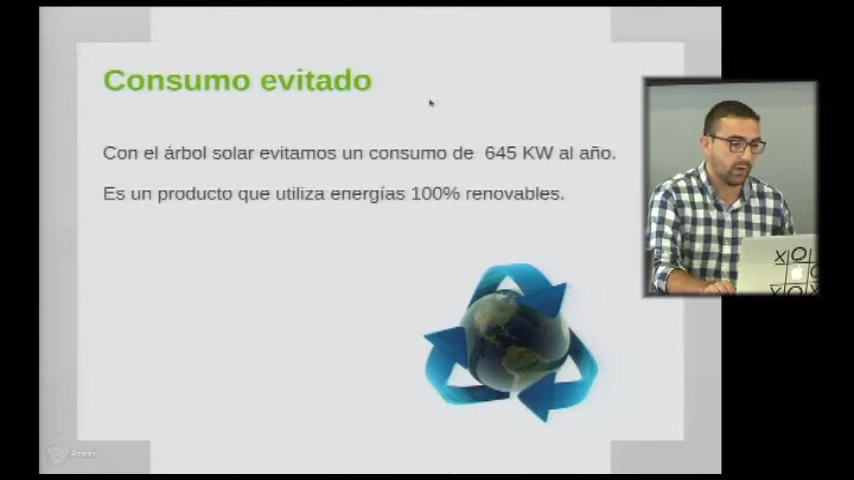 Consumo evitado
Con el árbol solar evitamos un consumo de 645 KW al año.
Es un producto que utiliza energías 100% renovables.